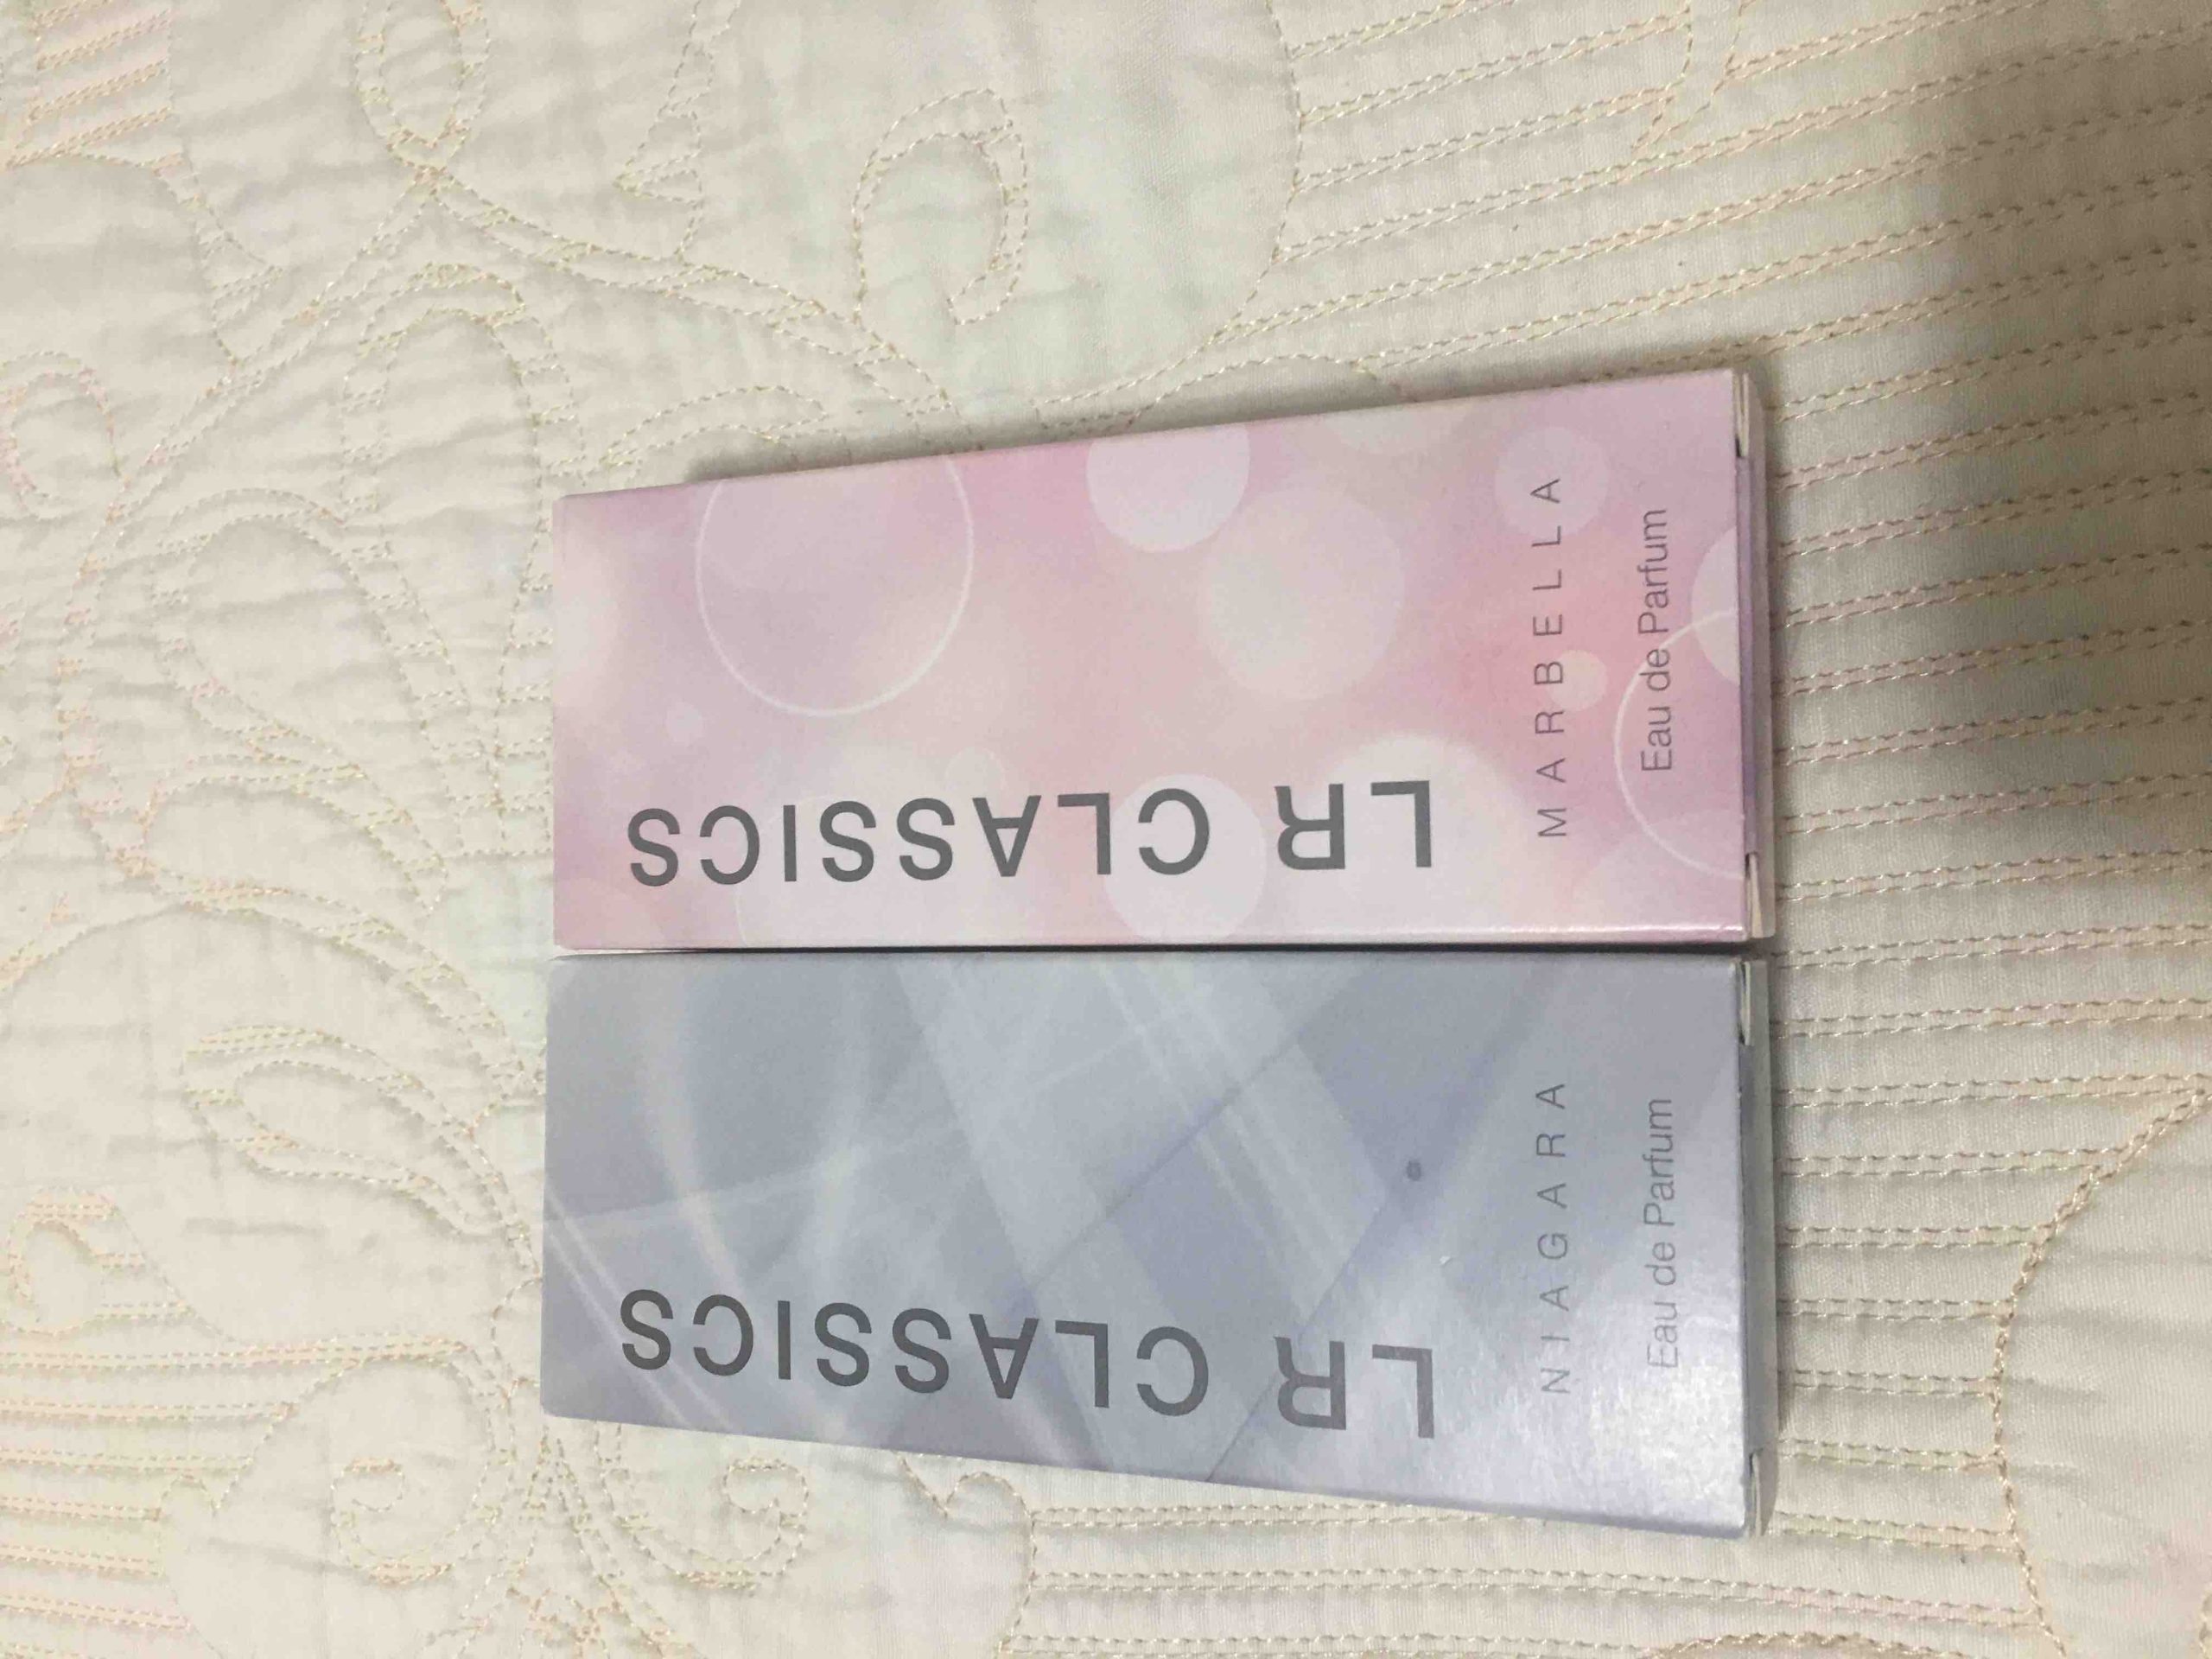 LR CLASSICS
MARBELLA
Eau de Parfum
LR CLASSICS
NIAGARA
Eau de Parfum